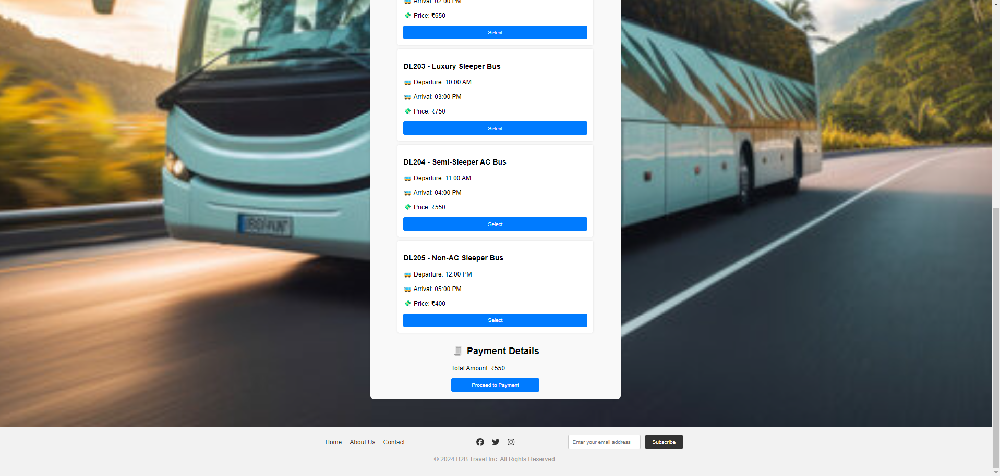 Arrival: 02:00 PM
Price: ₹650
Select
DL203 - Luxury Sleeper Bus
Departure: 10:00 AM
Arrival: 03:00 PM
Price: ₹750
Select
DL204 - Semi-Sleeper AC Bus
Departure: 11:00 AM
Arrival: 04:00 PM
Price: ₹550
Select
DL205 - Non-AC Sleeper Bus
Departure: 12:00 PM
Arrival: 05:00 PM
Price: ₹400
Select
Payment Details
Total Amount: ₹550
Proceed to Payment
Home About Us Contact
Enter your email address Subscribe
© 2024 B2B Travel Inc. All Rights Reserved.